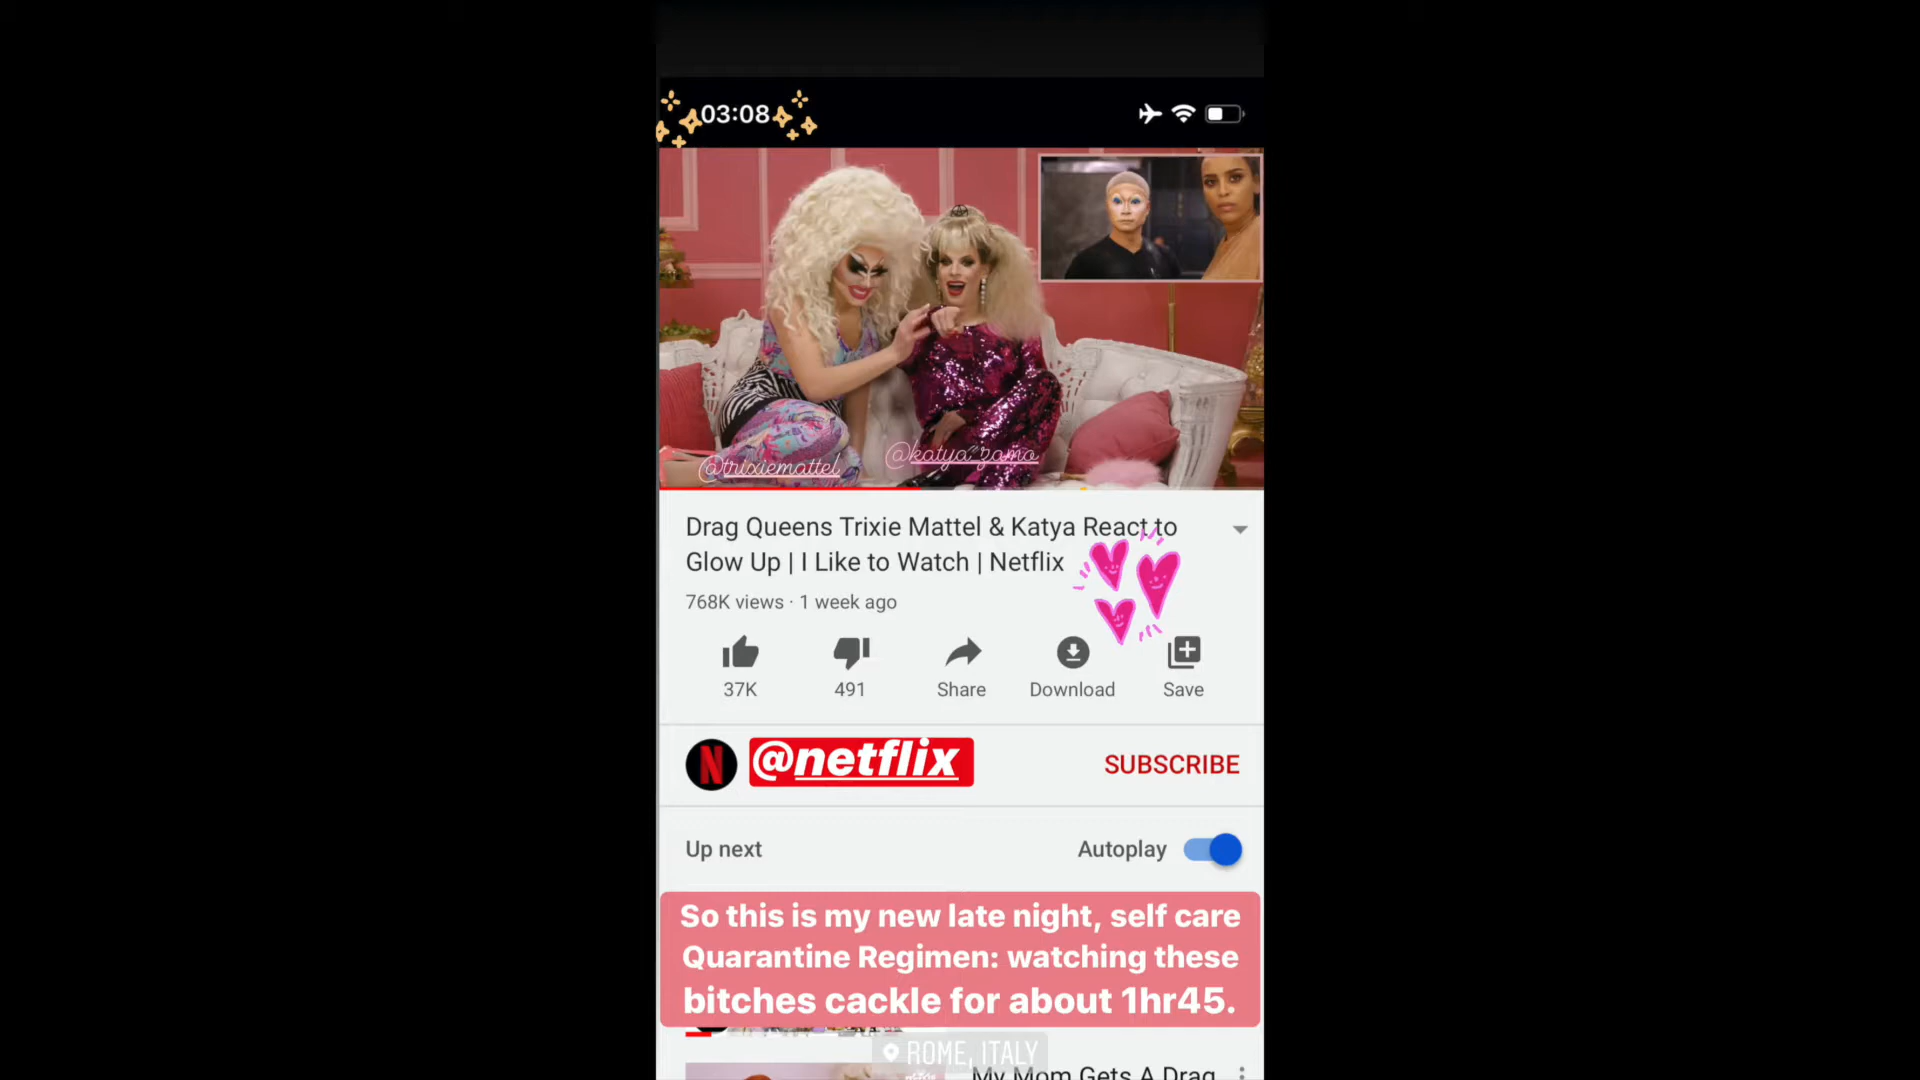 03:08
@trixiemattel
@katya_zamo
Drag Queens Trixie Mattel & Katya React to
Glow Up | I Like to Watch | Netflix
768K views · 1 week ago
37K
491
Share
Download
Save
N
@netflix
SUBSCRIBE
Up next
Autoplay
So this is my new late night, self care
Quarantine Regimen: watching these
bitches cackle for about 1hr45.
ROME, ITALY
My Mom Gets A Drag